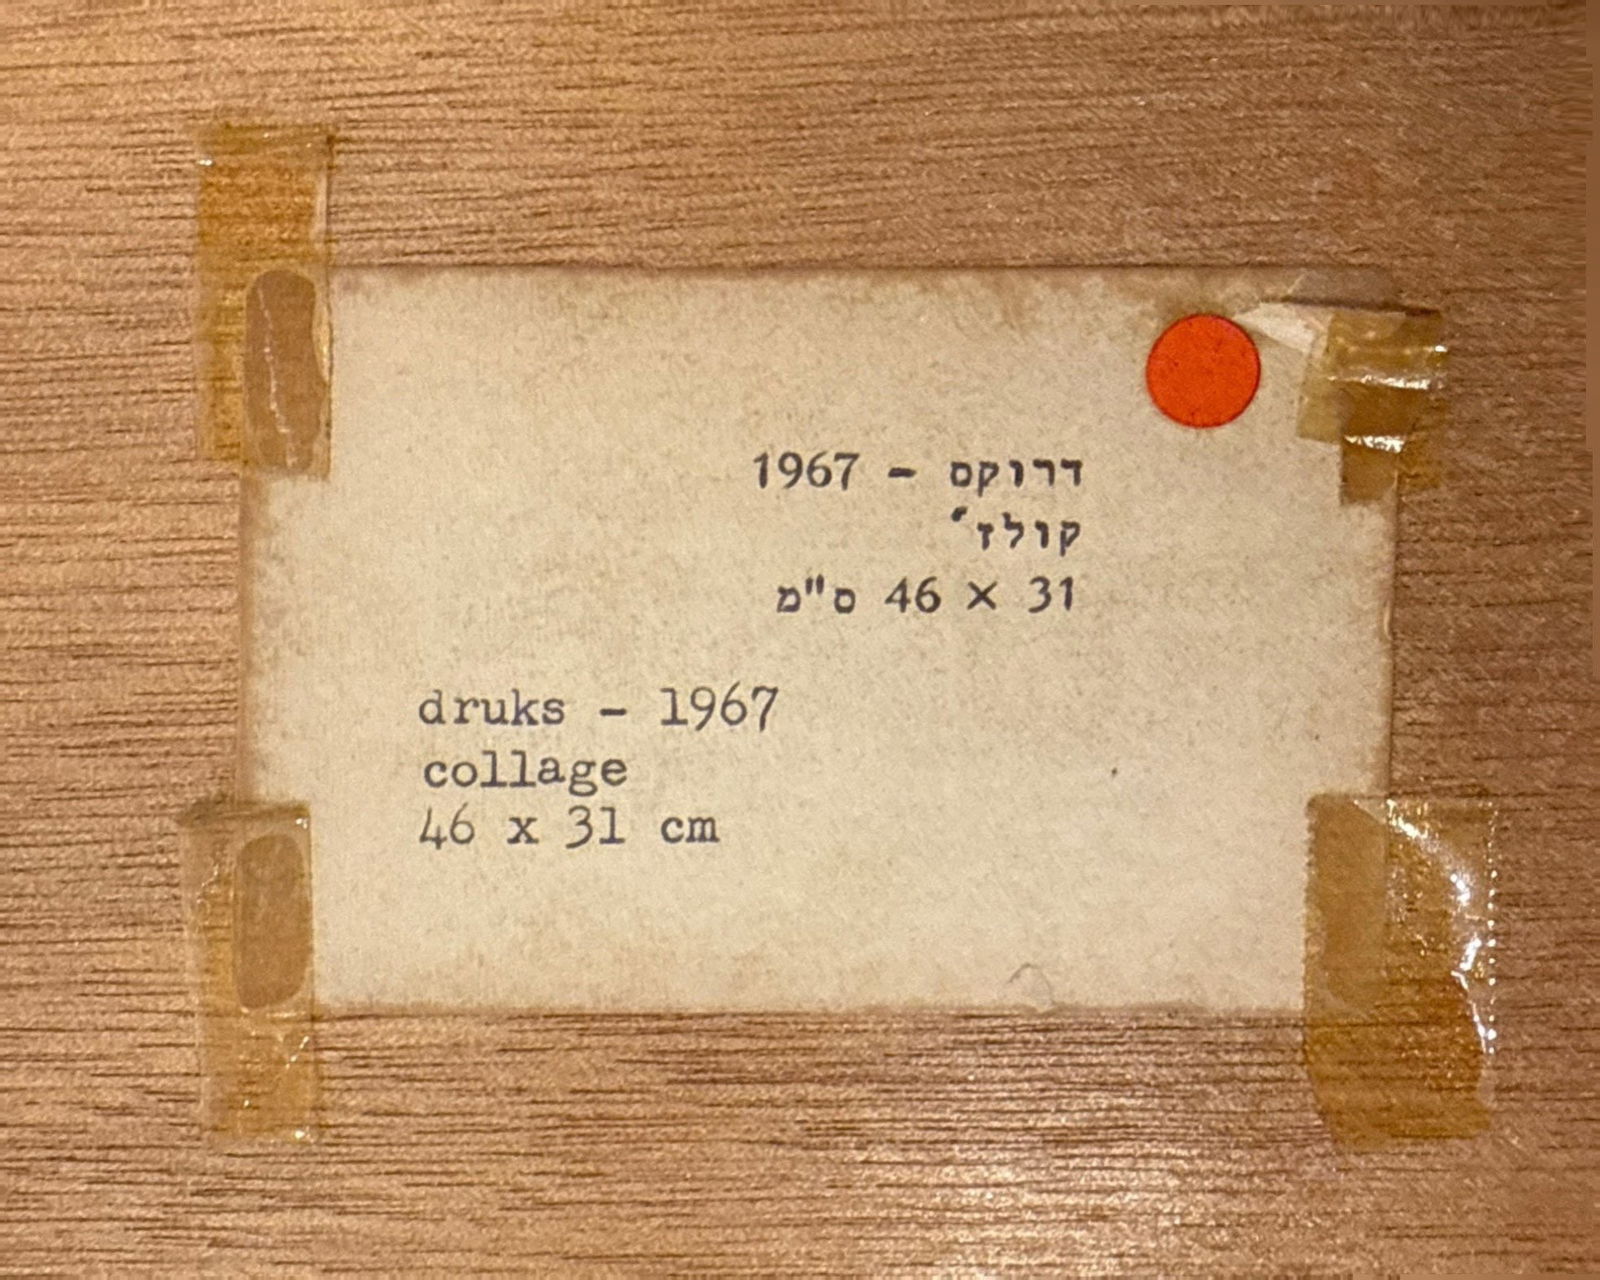 דרוקס - 1967
קולז'
31 × 46 ס"מ
druks - 1967
collage
46 x 31 cm